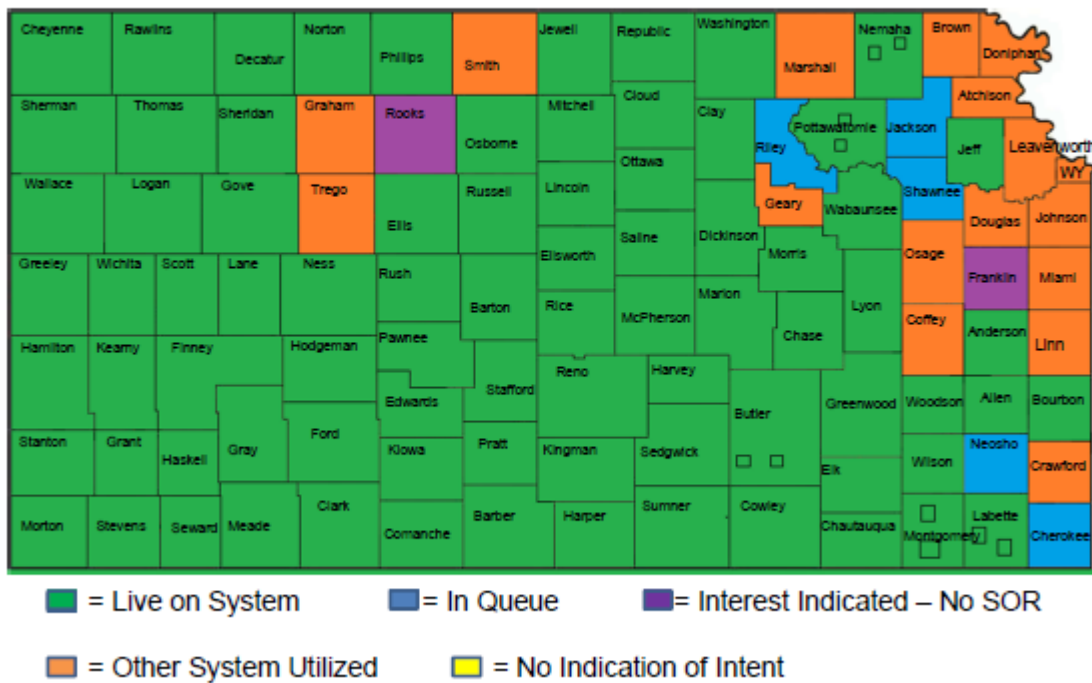 Cheyenne
Rawlins
Decatur
Norton
Phillips
Smith
Jewell
Republic
Washington
Marshall
Nemaha
Brown
Doniphan
Sherman
Thomas
Sheridan
Graham
Rooks
Osborne
Mitchell
Cloud
Clay
Riley
Pottawatomie
Jackson
Atchison
Jeff
Leavenworth
WY
Wallace
Logan
Gove
Trego
Ellis
Russell
Lincoln
Ottawa
Saline
Dickinson
Geary
Wabaunsee
Shawnee
Douglas
Johnson
Greeley
Wichita
Scott
Lane
Ness
Rush
Barton
Ellsworth
Rice
McPherson
Marion
Morris
Chase
Lyon
Osage
Franklin
Miami
Hamilton
Kearny
Finney
Hodgeman
Pawnee
Stafford
Reno
Harvey
Butler
Greenwood
Coffey
Anderson
Linn
Woodson
Allen
Bourbon
Stanton
Grant
Haskell
Gray
Ford
Edwards
Kiowa
Pratt
Kingman
Sedgwick
Elk
Wilson
Neosho
Crawford
Morton
Stevens
Seward
Meade
Clark
Comanche
Barber
Harper
Sumner
Cowley
Chautauqua
Montgomery
Labette
Cherokee
= Live on System
= In Queue
= Interest Indicated – No SOR
= Other System Utilized
= No Indication of Intent